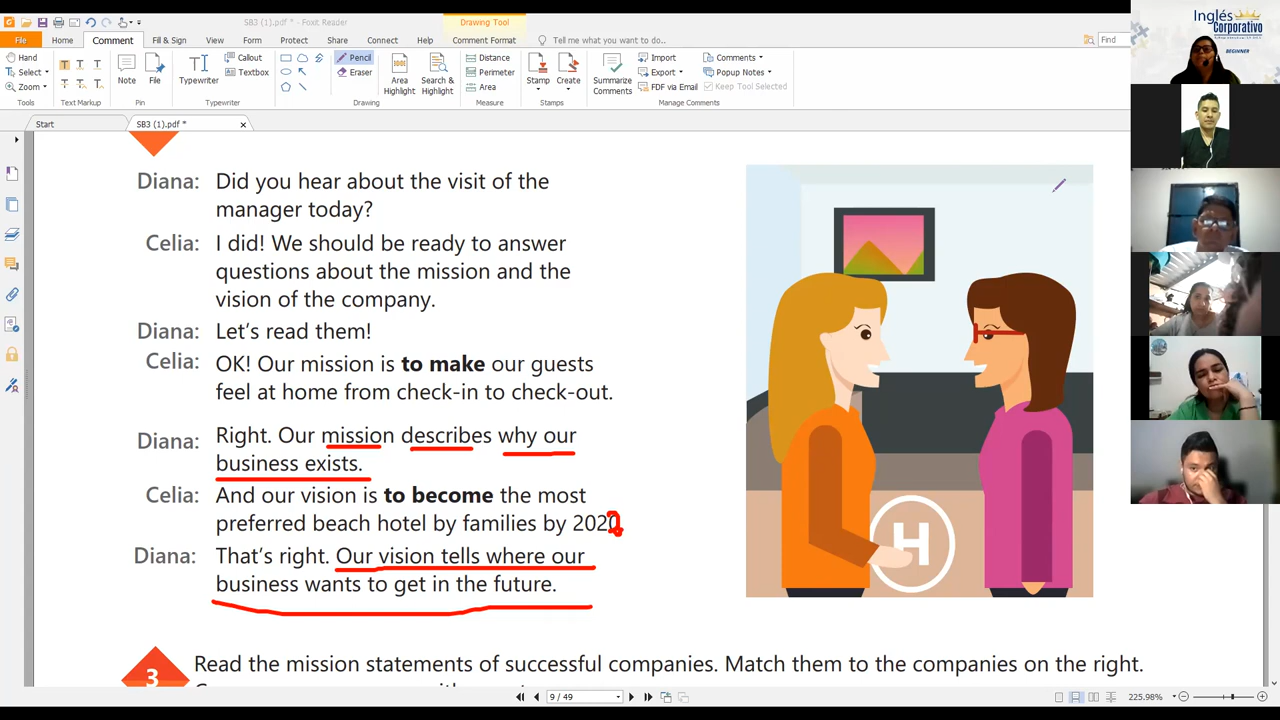 SB3 (1).pdf * - Foxit Reader
Drawing Tool
File Home Comment Fill & Sign View Form Protect Share Connect Help Comment Format Tell me what you want to do... Find
Hand Select Zoom Tools
Text Markup
Note File Pin
Typewriter Callout Textbox Typewriter
Pencil Eraser Drawing
Area Highlight Search & Highlight
Distance Perimeter Area Measure
Stamp Create Stamps
Summarize Comments Import Export FDF via Email Comments Popup Notes Keep Tool Selected Manage Comments
Start SB3 (1).pdf *
Inglés
Corporativo
BEGINNER
Diana: Did you hear about the visit of the
manager today?
Celia: I did! We should be ready to answer
questions about the mission and the
vision of the company.
Diana: Let's read them!
Celia: OK! Our mission is to make our guests
feel at home from check-in to check-out.
Diana: Right. Our mission describes why our
business exists.
Celia: And our vision is to become the most
preferred beach hotel by families by
Diana: That's right. Our vision tells where our
business wants to get in the future.
H
3 Read the mission statements of successful companies. Match them to the companies on the right.
9 / 49
225.98%